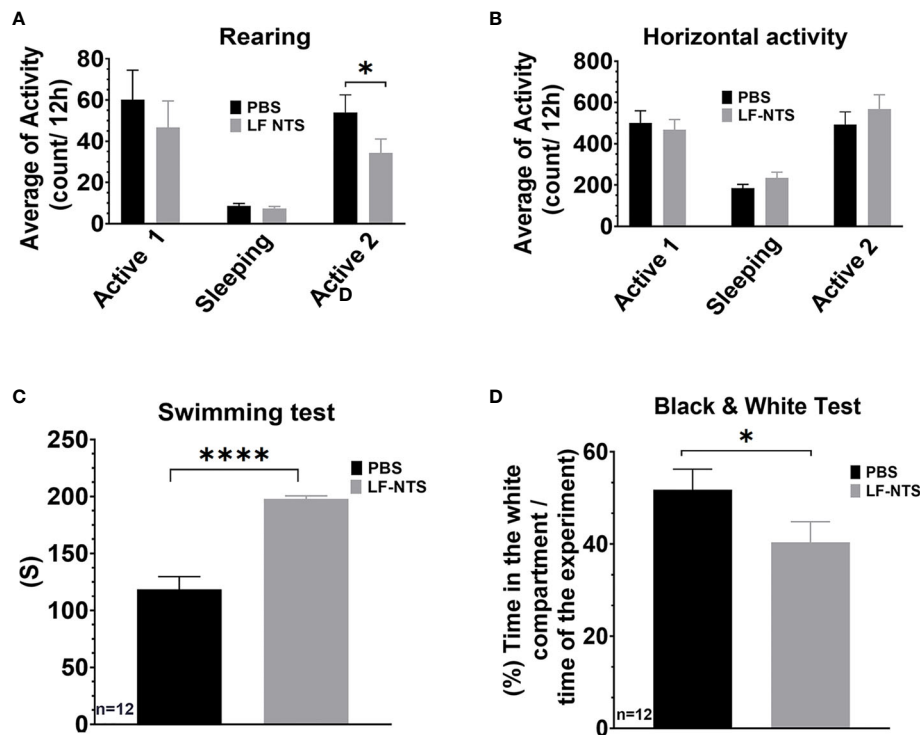 A
Rearing
Average of Activity
(count/ 12h)
80
60
40
20
0
*
PBS
LF NTS
Active 1
Sleeping
Active 2
D
B
Horizontal activity
Average of Activity
(count/ 12h)
800
600
400
200
0
PBS
LF-NTS
Active 1
Sleeping
Active 2
C
Swimming test
(S)
250
200
150
100
50
0
****
PBS
LF-NTS
n=12
D
Black & White Test
(%) Time in the white
compartment /
time of the experiment)
60
40
20
0
*
PBS
LF-NTS
n=12